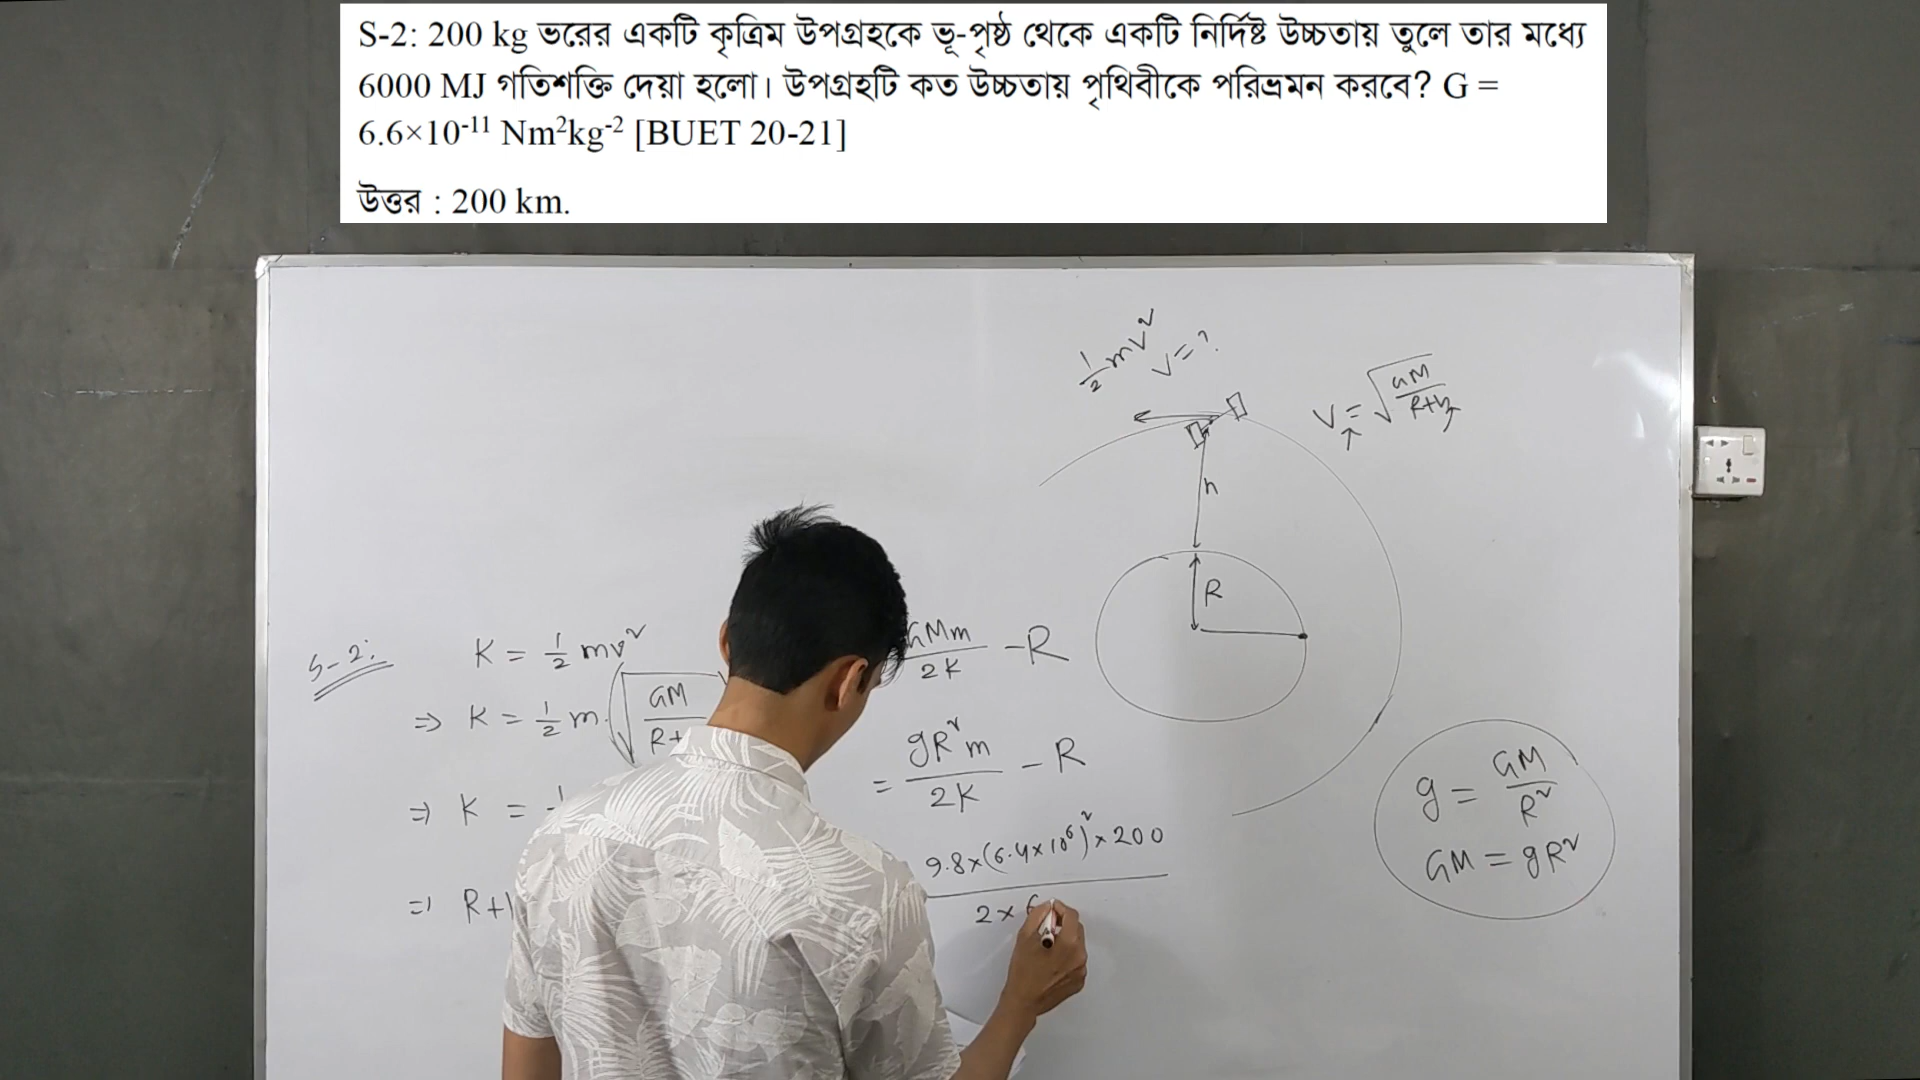 S-2: 200 kg ভরের একটি কৃত্রিম উপগ্রহকে ভূ-পৃষ্ঠ থেকে একটি নির্দিষ্ট উচ্চতায় তুলে তার মধ্যে
6000 MJ গতিশক্তি দেয়া হলো। উপগ্রহটি কত উচ্চতায় পৃথিবীকে পরিভ্রমন করবে? G =
6.6×10⁻¹¹ Nm²kg⁻² [BUET 20-21]
উত্তর : 200 km.
½mv²
V = ?
V = √(GM/(R+h))
h
R
S-2:
K = ½ mv²
⇒ K = ½ m. (√(GM/R+
⇒ K =
⇒ R+
GMm/2K − R
= gR²m/2K − R
9.8×(6.4×10⁶)²×200
2×6
g = GM/R²
GM = gR²